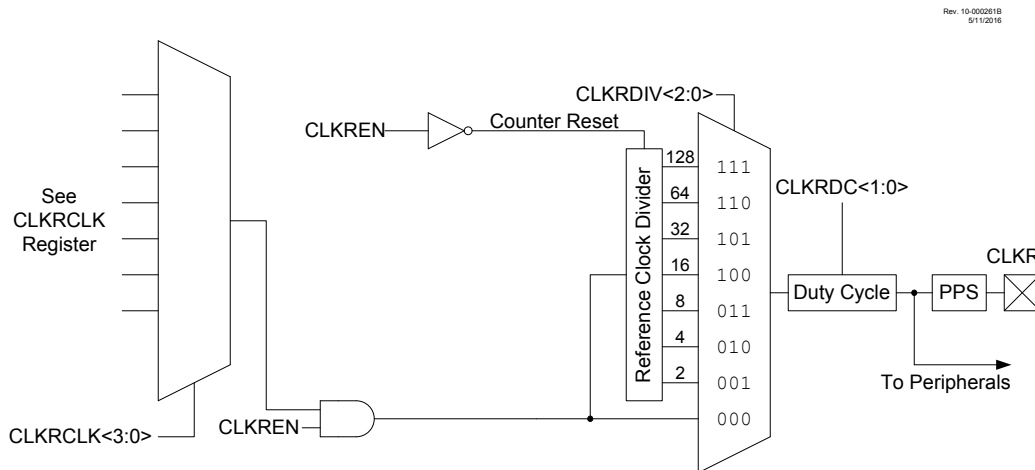 Rev. 10-000261B
5/11/2016
CLKRDIV<2:0>
CLKREN
Counter Reset
See
CLKRCLK
Register
Reference Clock Divider
128
64
32
16
8
4
2
111
110
101
100
011
010
001
000
CLKRDC<1:0>
Duty Cycle
PPS
CLKR
To Peripherals
CLKREN
CLKRCLK<3:0>